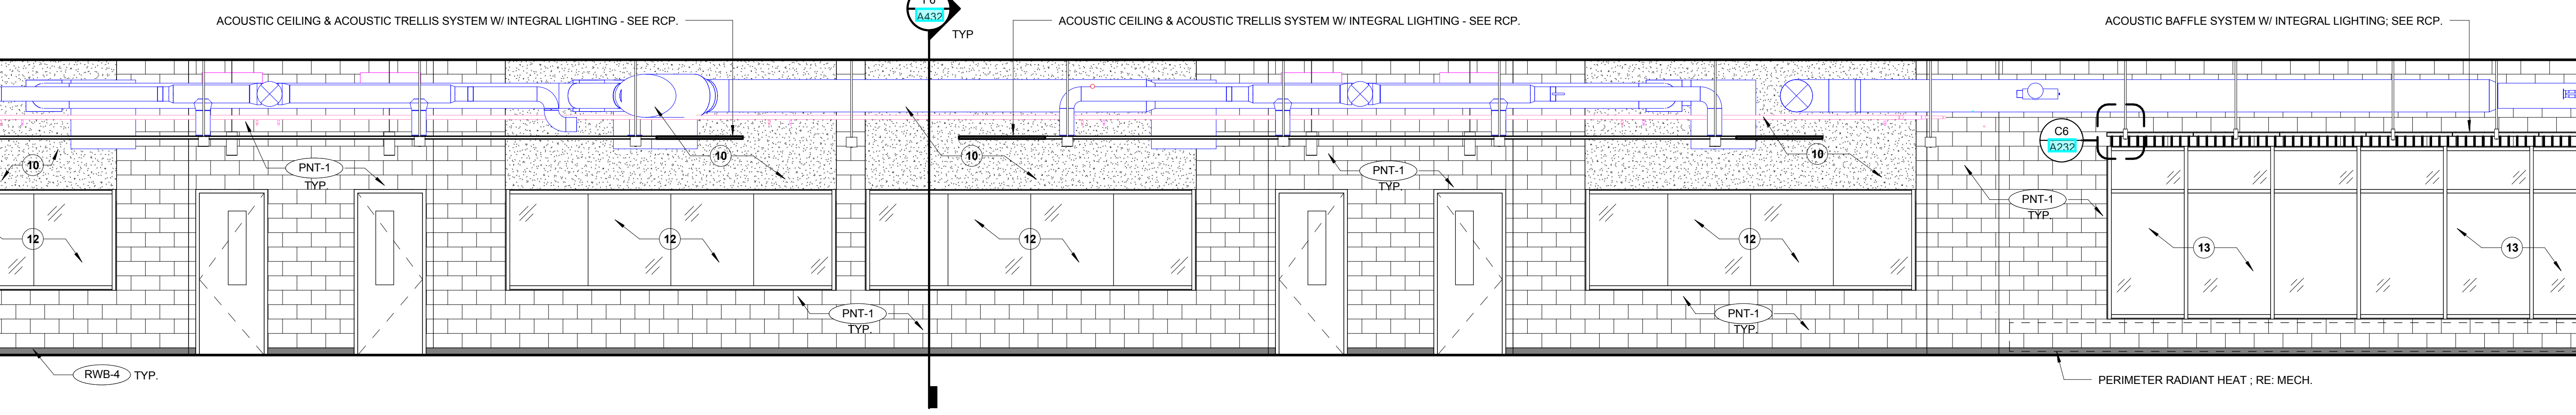 ACOUSTIC CEILING & ACOUSTIC TRELLIS SYSTEM W/ INTEGRAL LIGHTING - SEE RCP.
A432
TYP
ACOUSTIC CEILING & ACOUSTIC TRELLIS SYSTEM W/ INTEGRAL LIGHTING - SEE RCP.
ACOUSTIC BAFFLE SYSTEM W/ INTEGRAL LIGHTING; SEE RCP.
C6
A232
10
PNT-1
TYP.
10
10
PNT-1
TYP.
10
PNT-1
TYP.
12
12
12
12
13
13
PNT-1
TYP.
PNT-1
TYP.
RWB-4 TYP.
PERIMETER RADIANT HEAT ; RE: MECH.